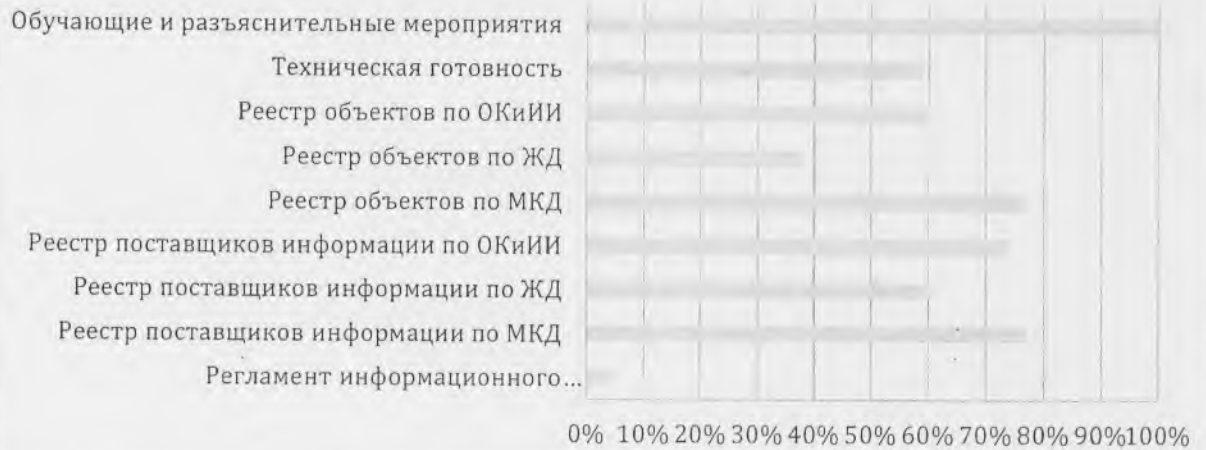 Обучающие и разъяснительные мероприятия
Техническая готовность
Реестр объектов по ОКиИИ
Реестр объектов по ЖД
Реестр объектов по МКД
Реестр поставщиков информации по ОКиИИ
Реестр поставщиков информации по ЖД
Реестр поставщиков информации по МКД
Регламент информационного...
0% 10% 20% 30% 40% 50% 60% 70% 80% 90% 100%